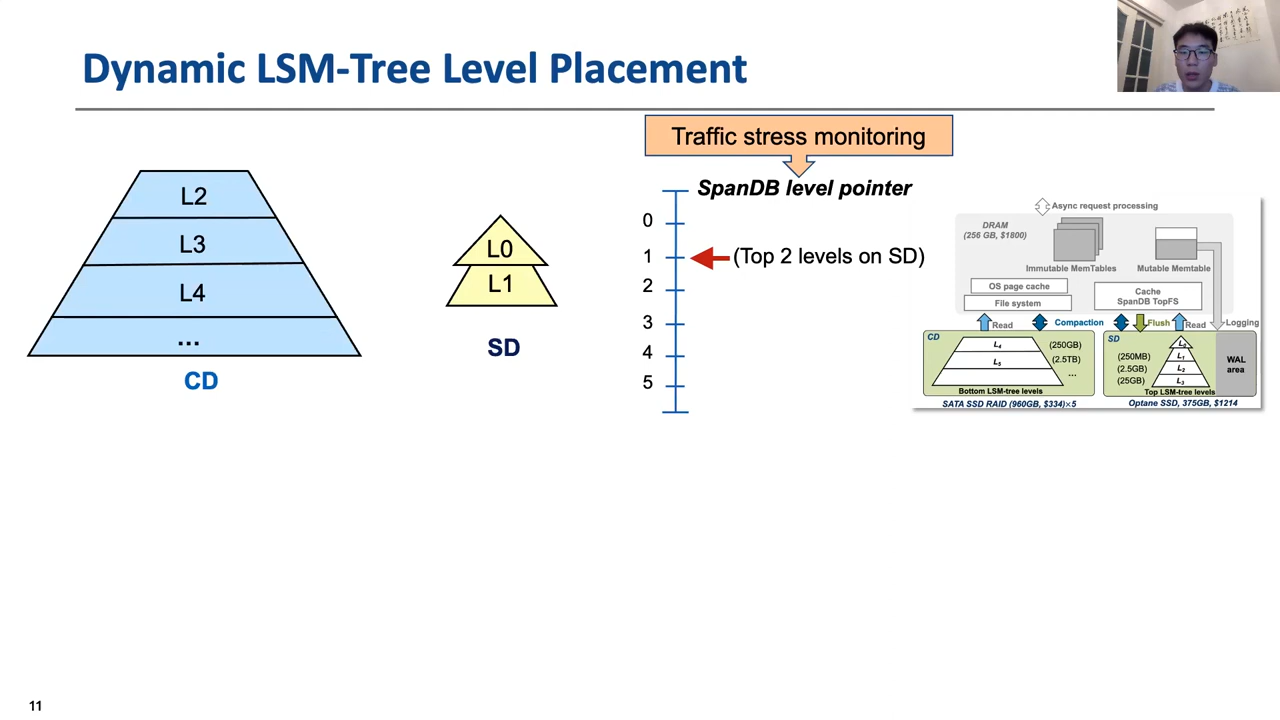 Dynamic LSM-Tree Level Placement
L2
L3
L4
...
CD
L0
L1
SD
Traffic stress monitoring
SpanDB level pointer
0
1
(Top 2 levels on SD)
2
3
4
5
Async request processing
DRAM
(256 GB, $1800)
Immutable MemTables
Mutable Memtable
OS page cache
File system
Cache
SpanDB TopFS
Read
Compaction
Flush
Read
Logging
CD
L4
(250GB)
L5
(2.5TB)
...
Bottom LSM-tree levels
SATA SSD RAID (960GB, $334)×5
SD
(250MB)
L1
(2.5GB)
L2
(25GB)
L3
Top LSM-tree levels
WAL
area
Optane SSD, 375GB, $1214
11